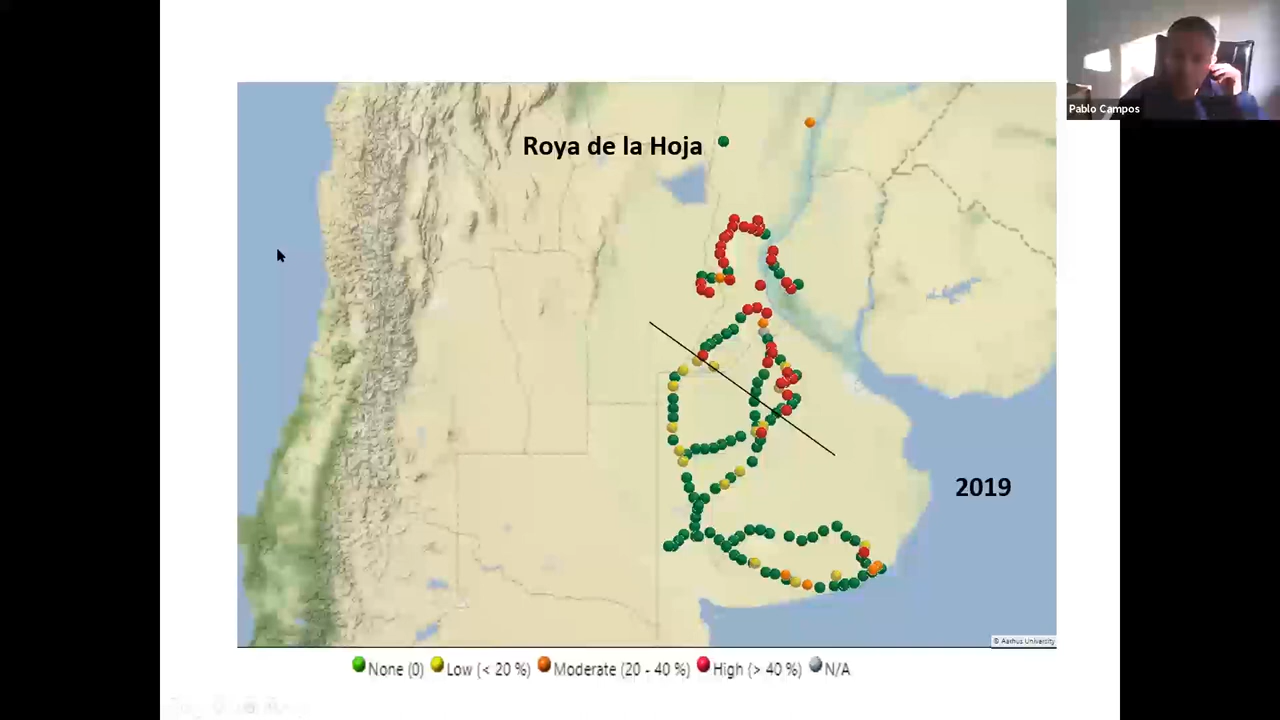 Pablo Campos
Roya de la Hoja
2019
© Aarhus University
None (0) Low (< 20 %) Moderate (20 - 40 %) High (> 40 %) N/A